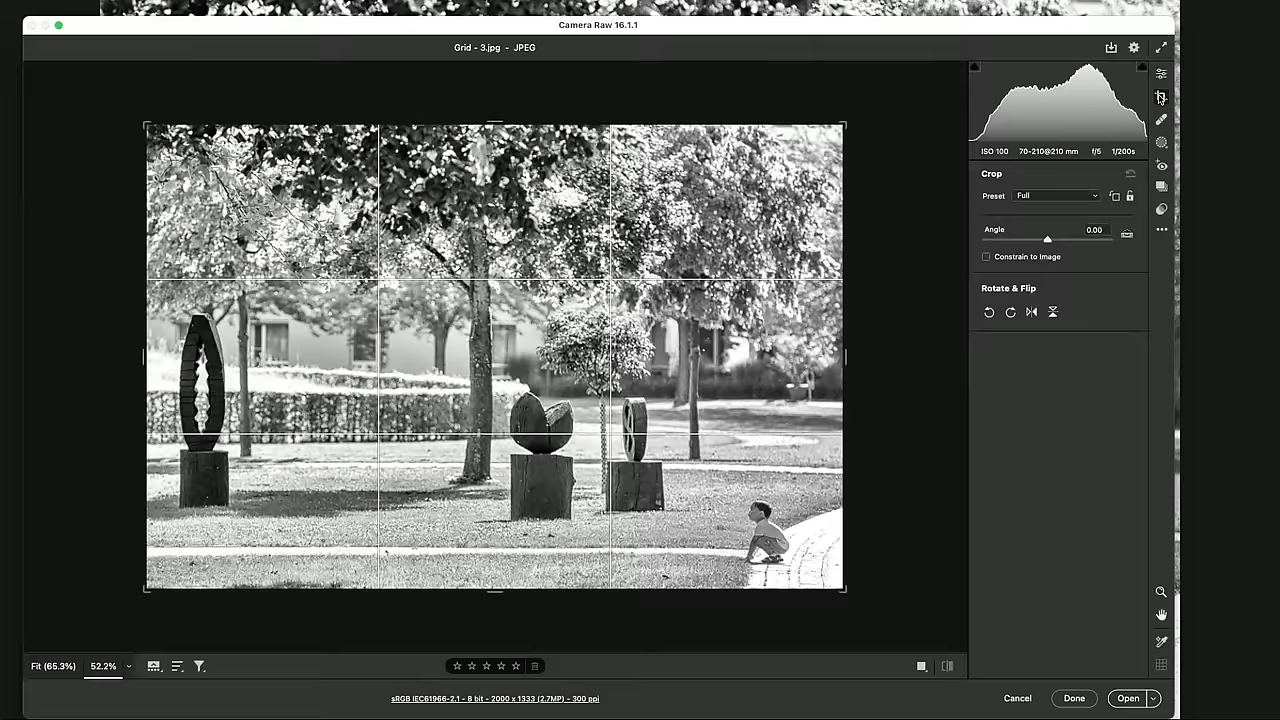 Camera Raw 16.1.1
Grid - 3.jpg - JPEG
ISO 100 70-210@210 mm f/5 1/200s
Crop
Preset Full
Angle 0.00
Constrain to Image
Rotate & Flip
Fit (65.3%) 52.2%
sRGB IEC61966-2.1 - 8 bit - 2000 x 1333 (2.7MP) - 300 ppi
Cancel Done Open